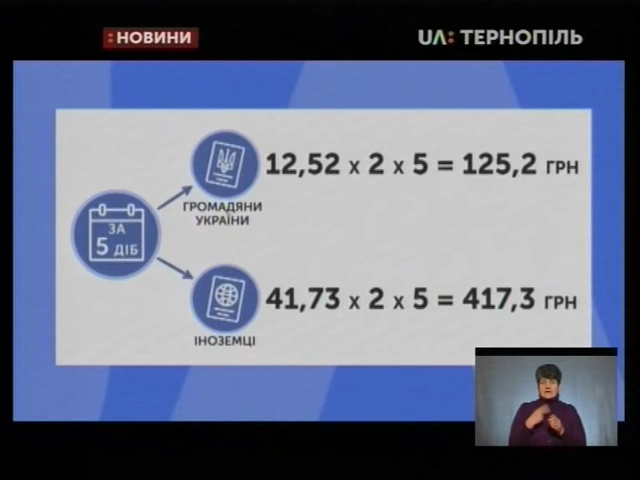 :НОВИНИ
UA: ТЕРНОПІЛЬ
12,52 x 2 x 5 = 125,2 ГРН
ГРОМАДЯНИ
УКРАЇНИ
ЗА
5 ДІБ
41,73 x 2 x 5 = 417,3 ГРН
ІНОЗЕМЦІ